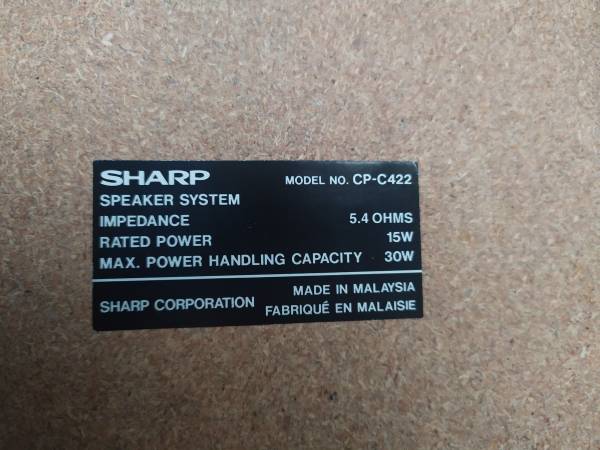 SHARP MODEL NO. CP-C422
SPEAKER SYSTEM
IMPEDANCE 5.4 OHMS
RATED POWER 15W
MAX. POWER HANDLING CAPACITY 30W
SHARP CORPORATION
MADE IN MALAYSIA
FABRIQUÉ EN MALAISIE